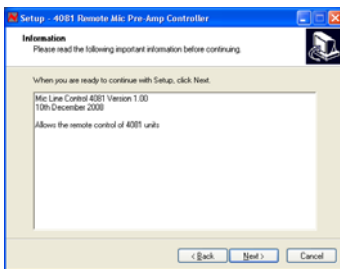 Setup - 4081 Remote Mic Pre-Amp Controller
Information
Please read the following important information before continuing.
When you are ready to continue with Setup, click Next.
Mic Line Control 4081 Version 1.00
10th December 2008
Allows the remote control of 4081 units
< Back
Next >
Cancel